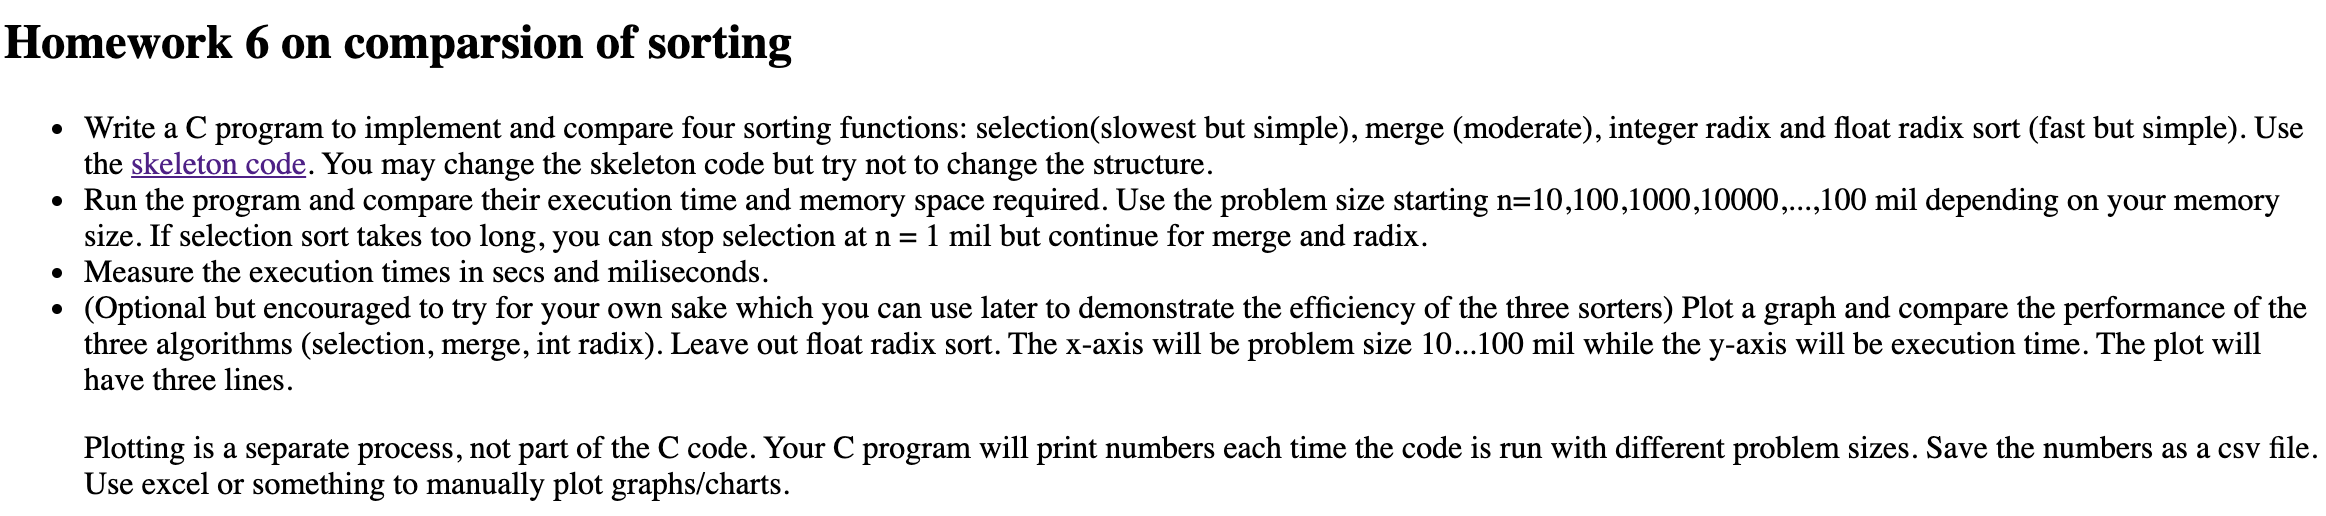 Homework 6 on comparsion of sorting
• Write a C program to implement and compare four sorting functions: selection(slowest but simple), merge (moderate), integer radix and float radix sort (fast but simple). Use
the skeleton code. You may change the skeleton code but try not to change the structure.
• Run the program and compare their execution time and memory space required. Use the problem size starting n=10,100,1000,10000,...,100 mil depending on your memory
size. If selection sort takes too long, you can stop selection at n = 1 mil but continue for merge and radix.
• Measure the execution times in secs and miliseconds.
• (Optional but encouraged to try for your own sake which you can use later to demonstrate the efficiency of the three sorters) Plot a graph and compare the performance of the
three algorithms (selection, merge, int radix). Leave out float radix sort. The x-axis will be problem size 10...100 mil while the y-axis will be execution time. The plot will
have three lines.
Plotting is a separate process, not part of the C code. Your C program will print numbers each time the code is run with different problem sizes. Save the numbers as a csv file.
Use excel or something to manually plot graphs/charts.